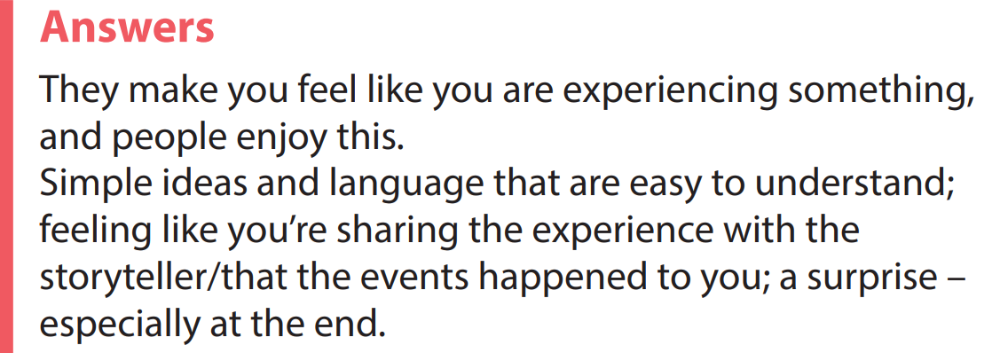 Answers
They make you feel like you are experiencing something,
and people enjoy this.
Simple ideas and language that are easy to understand;
feeling like you’re sharing the experience with the
storyteller/that the events happened to you; a surprise –
especially at the end.